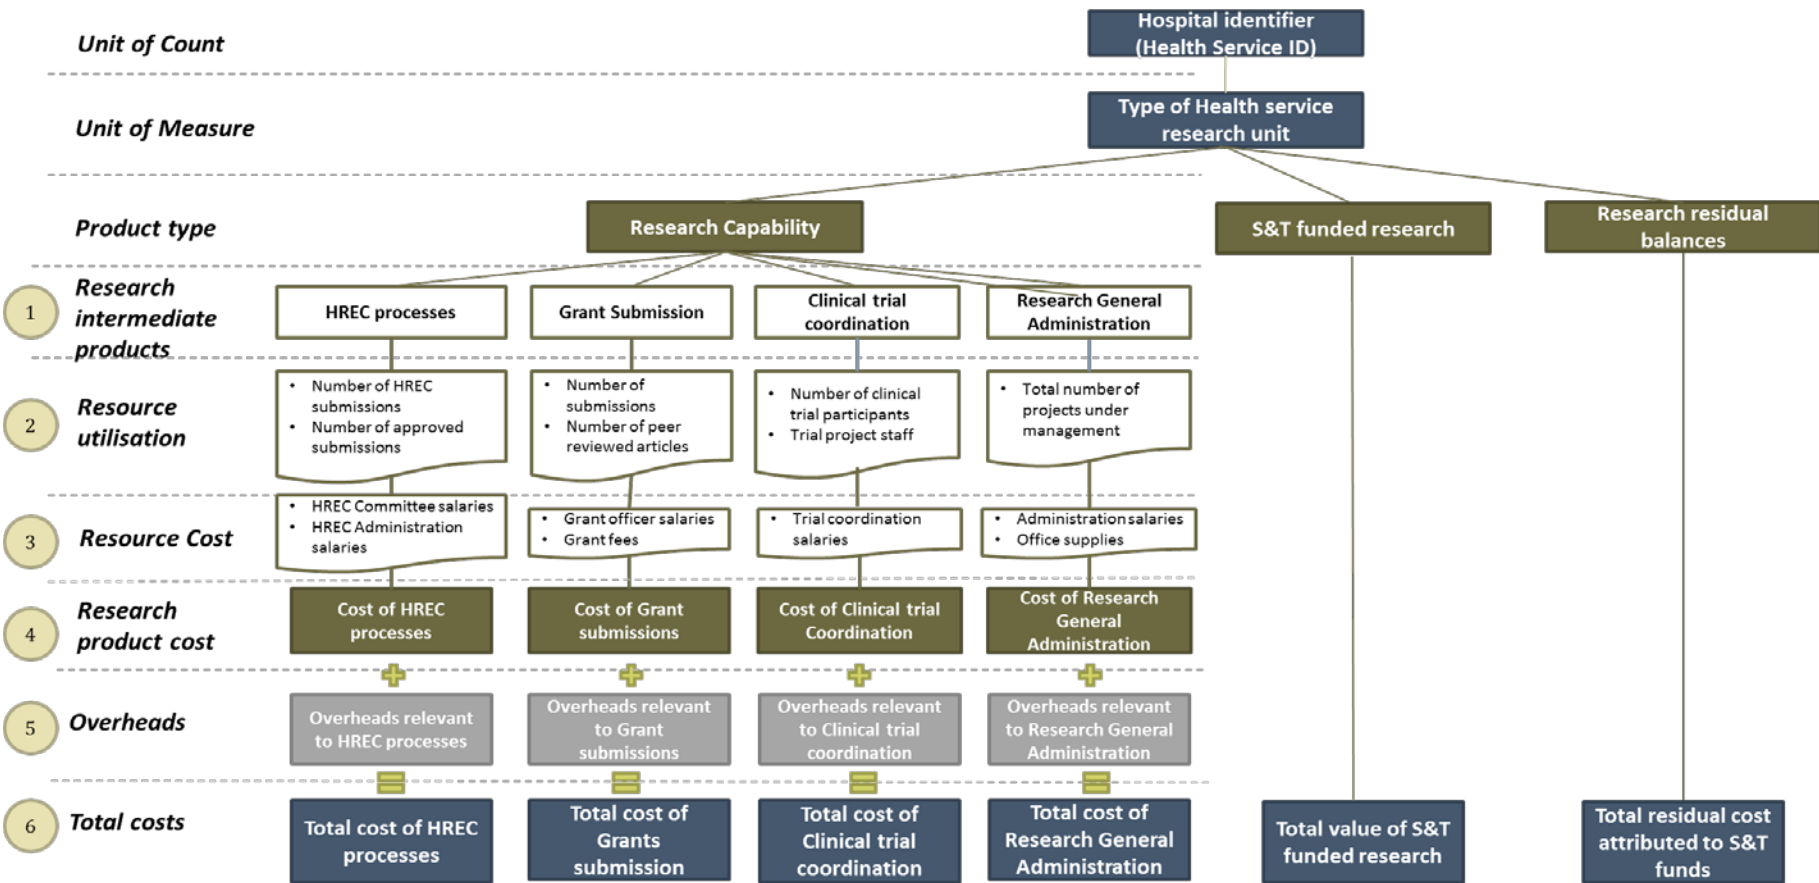 Unit of Count
Hospital identifier
(Health Service ID)
Unit of Measure
Type of Health service
research unit
Product type
Research Capability
S&T funded research
Research residual
balances
1
Research
intermediate
products
HREC processes
Grant Submission
Clinical trial
coordination
Research General
Administration
2
Resource
utilisation
• Number of HREC
submissions
• Number of approved
submissions
• Number of
submissions
• Number of peer
reviewed articles
• Number of clinical
trial participants
• Trial project staff
• Total number of
projects under
management
3
Resource Cost
• HREC Committee salaries
• HREC Administration
salaries
• Grant officer salaries
• Grant fees
• Trial coordination
salaries
• Administration salaries
• Office supplies
4
Research
product cost
Cost of HREC
processes
Cost of Grant
submissions
Cost of Clinical trial
Coordination
Cost of Research
General
Administration
5
Overheads
Overheads relevant
to HREC processes
Overheads relevant
to Grant
submissions
Overheads relevant
to Clinical trial
coordination
Overheads relevant
to Research General
Administration
6
Total costs
Total cost of HREC
processes
Total cost of
Grants
submission
Total cost of
Clinical trial
coordination
Total cost of
Research General
Administration
Total value of S&T
funded research
Total residual cost
attributed to S&T
funds